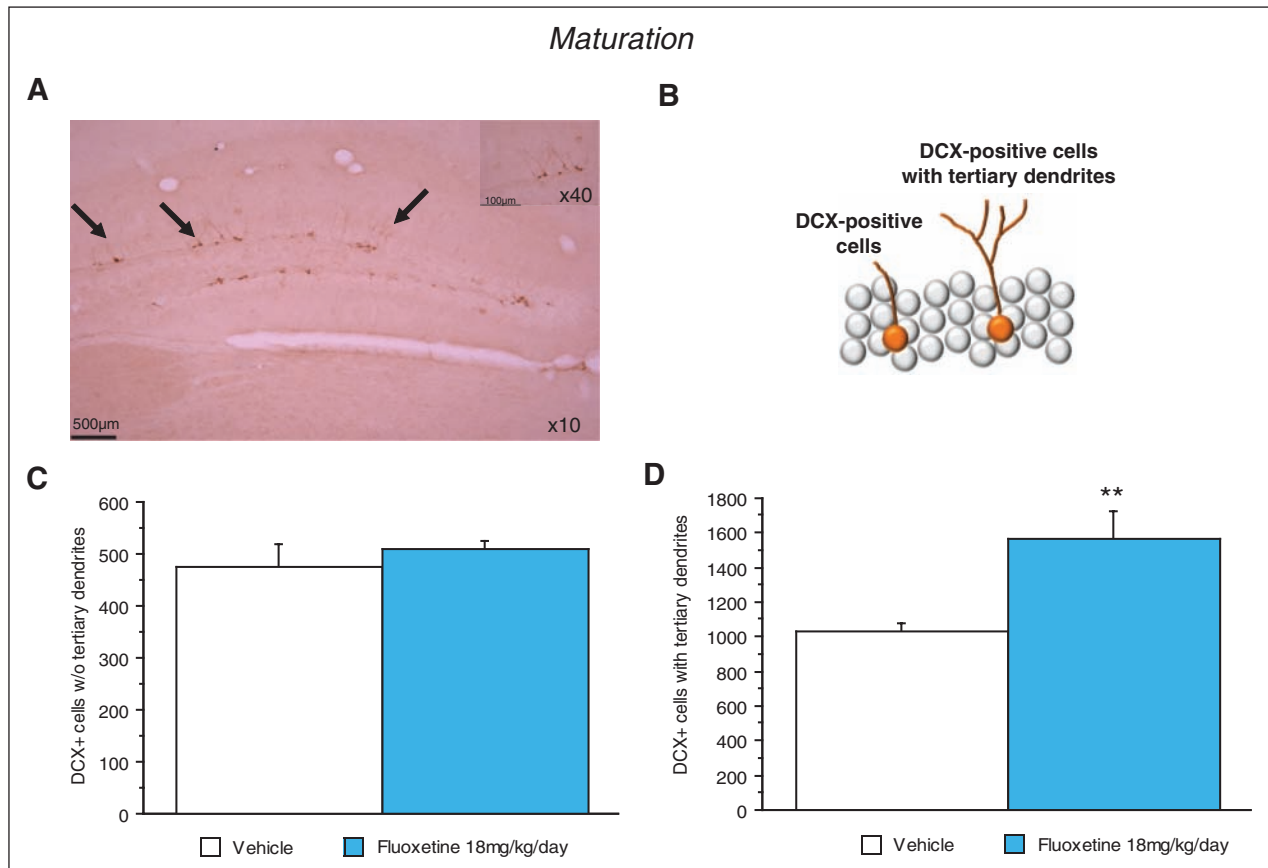 Maturation
A
x40
100µm
500µm
x10
B
DCX-positive cells
with tertiary dendrites
DCX-positive
cells
C
DCX+ cells w/o tertiary dendrites
600
500
400
300
200
100
0
Vehicle
Fluoxetine 18mg/kg/day
D
**
DCX+ cells with tertiary dendrites
1800
1600
1400
1200
1000
800
600
400
200
0
Vehicle
Fluoxetine 18mg/kg/day